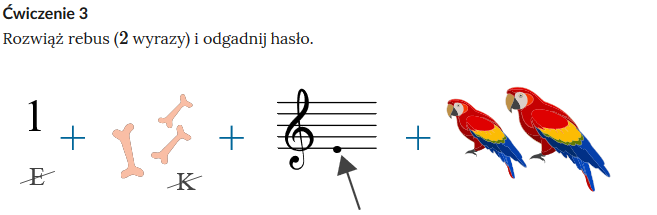 Ćwiczenie 3
Rozwiąż rebus (2 wyrazy) i odgadnij hasło.
1 + + +
E K